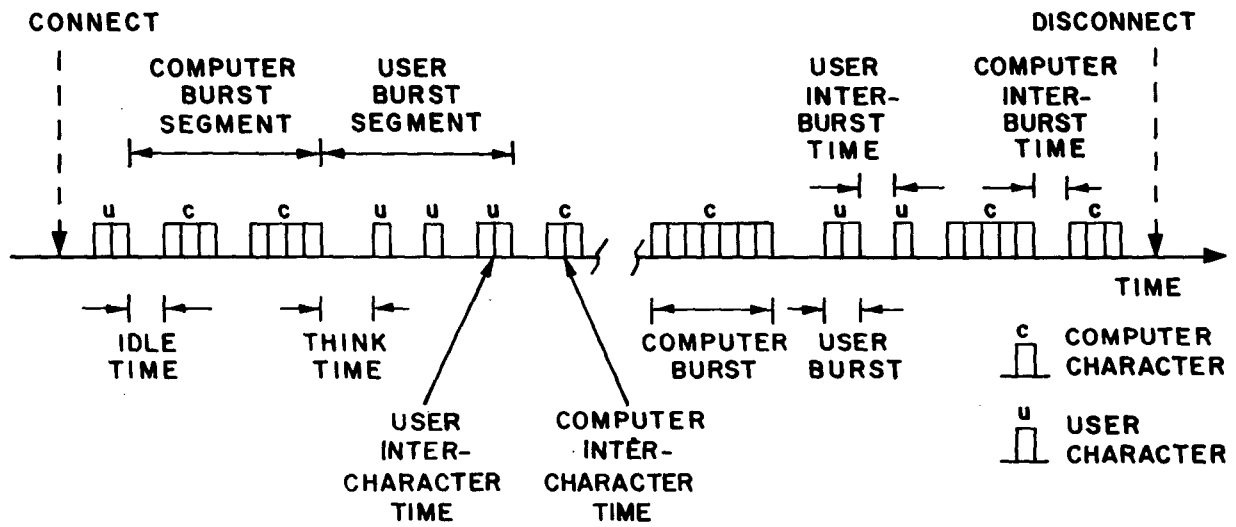 CONNECT
DISCONNECT
COMPUTER
BURST
SEGMENT
USER
BURST
SEGMENT
USER
INTER-
BURST
TIME
COMPUTER
INTER-
BURST
TIME
u c c u u u c c u u c c
TIME
IDLE
TIME
THINK
TIME
COMPUTER
BURST
USER
BURST
c
COMPUTER
CHARACTER
USER
INTER-
CHARACTER
TIME
COMPUTER
INTER-
CHARACTER
TIME
u
USER
CHARACTER